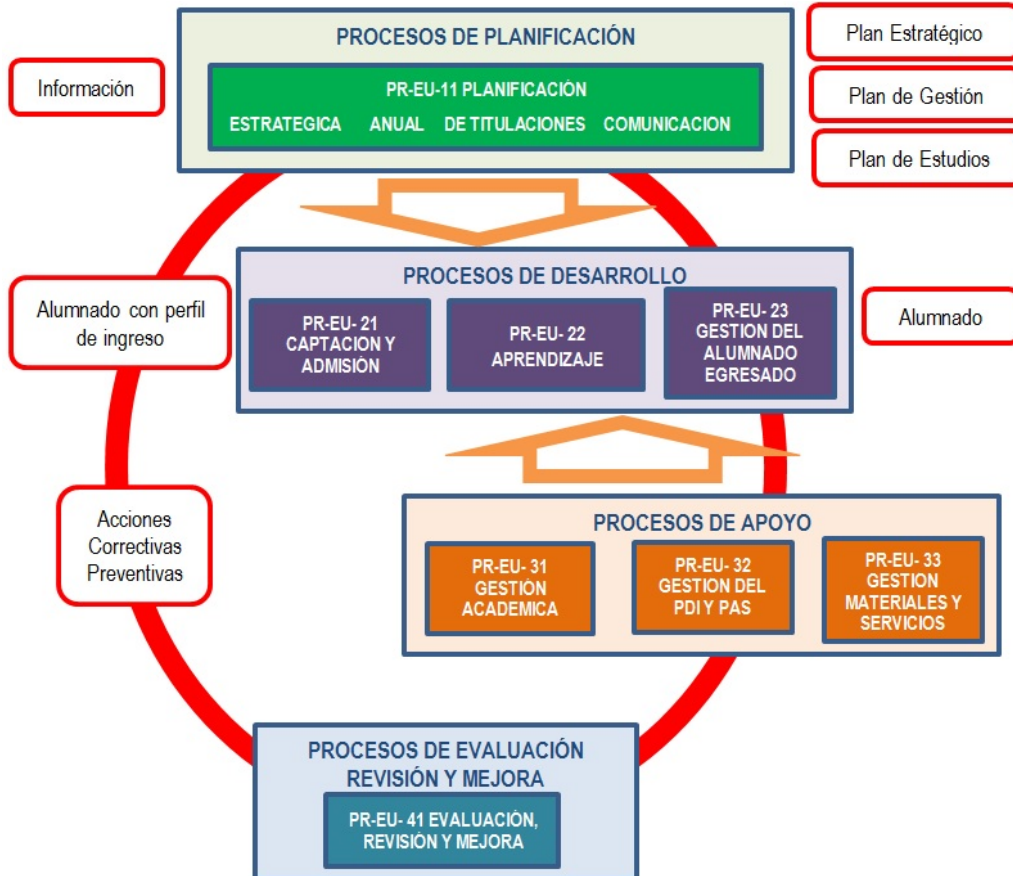 PROCESOS DE PLANIFICACIÓN
PR-EU-11 PLANIFICACIÓN
ESTRATEGICA ANUAL DE TITULACIONES COMUNICACION
Información
Plan Estratégico
Plan de Gestión
Plan de Estudios
PROCESOS DE DESARROLLO
PR-EU- 21
CAPTACION Y
ADMISIÓN
PR-EU- 22
APRENDIZAJE
PR-EU- 23
GESTION DEL
ALUMNADO
EGRESADO
Alumnado con perfil
de ingreso
Alumnado
Acciones
Correctivas
Preventivas
PROCESOS DE APOYO
PR-EU- 31
GESTIÓN
ACADEMICA
PR-EU- 32
GESTION DEL
PDI Y PAS
PR-EU- 33
GESTION
MATERIALES Y
SERVICIOS
PROCESOS DE EVALUACIÓN
REVISIÓN Y MEJORA
PR-EU- 41 EVALUACIÓN,
REVISIÓN Y MEJORA